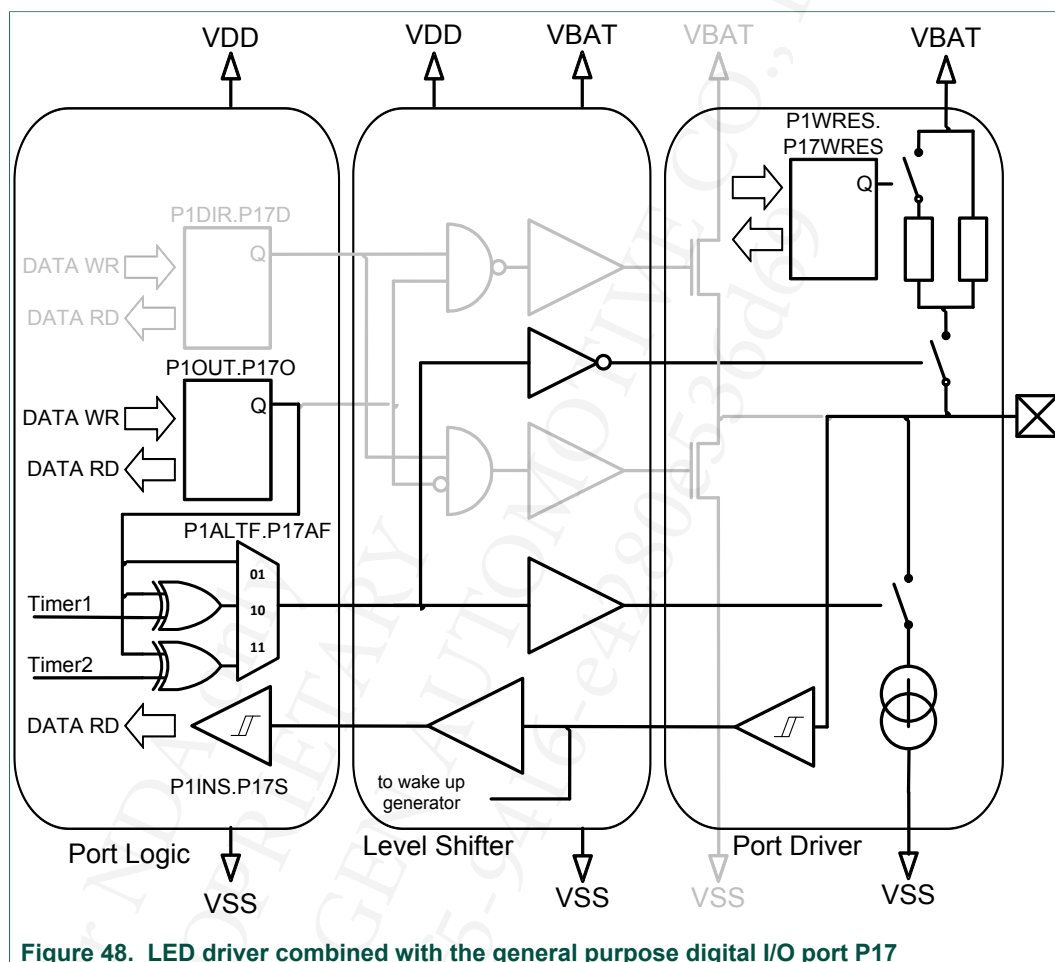 VDD
VDD
VBAT
VBAT
VBAT
P1WRES.
P17WRES
Q
P1DIR.P17D
Q
DATA WR
DATA RD
P1OUT.P17O
Q
DATA WR
DATA RD
P1ALTF.P17AF
01
Timer1
10
11
Timer2
DATA RD
P1INS.P17S
to wake up
generator
Port Logic
Level Shifter
Port Driver
VSS
VSS
VSS
VSS
Figure 48. LED driver combined with the general purpose digital I/O port P17